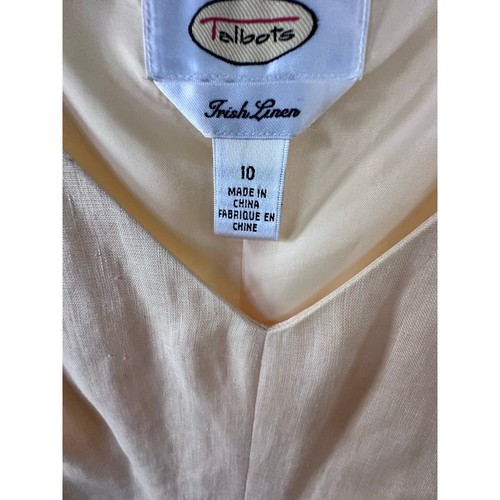 Talbots
Irish Linen
10
MADE IN
CHINA
FABRIQUE EN
CHINE